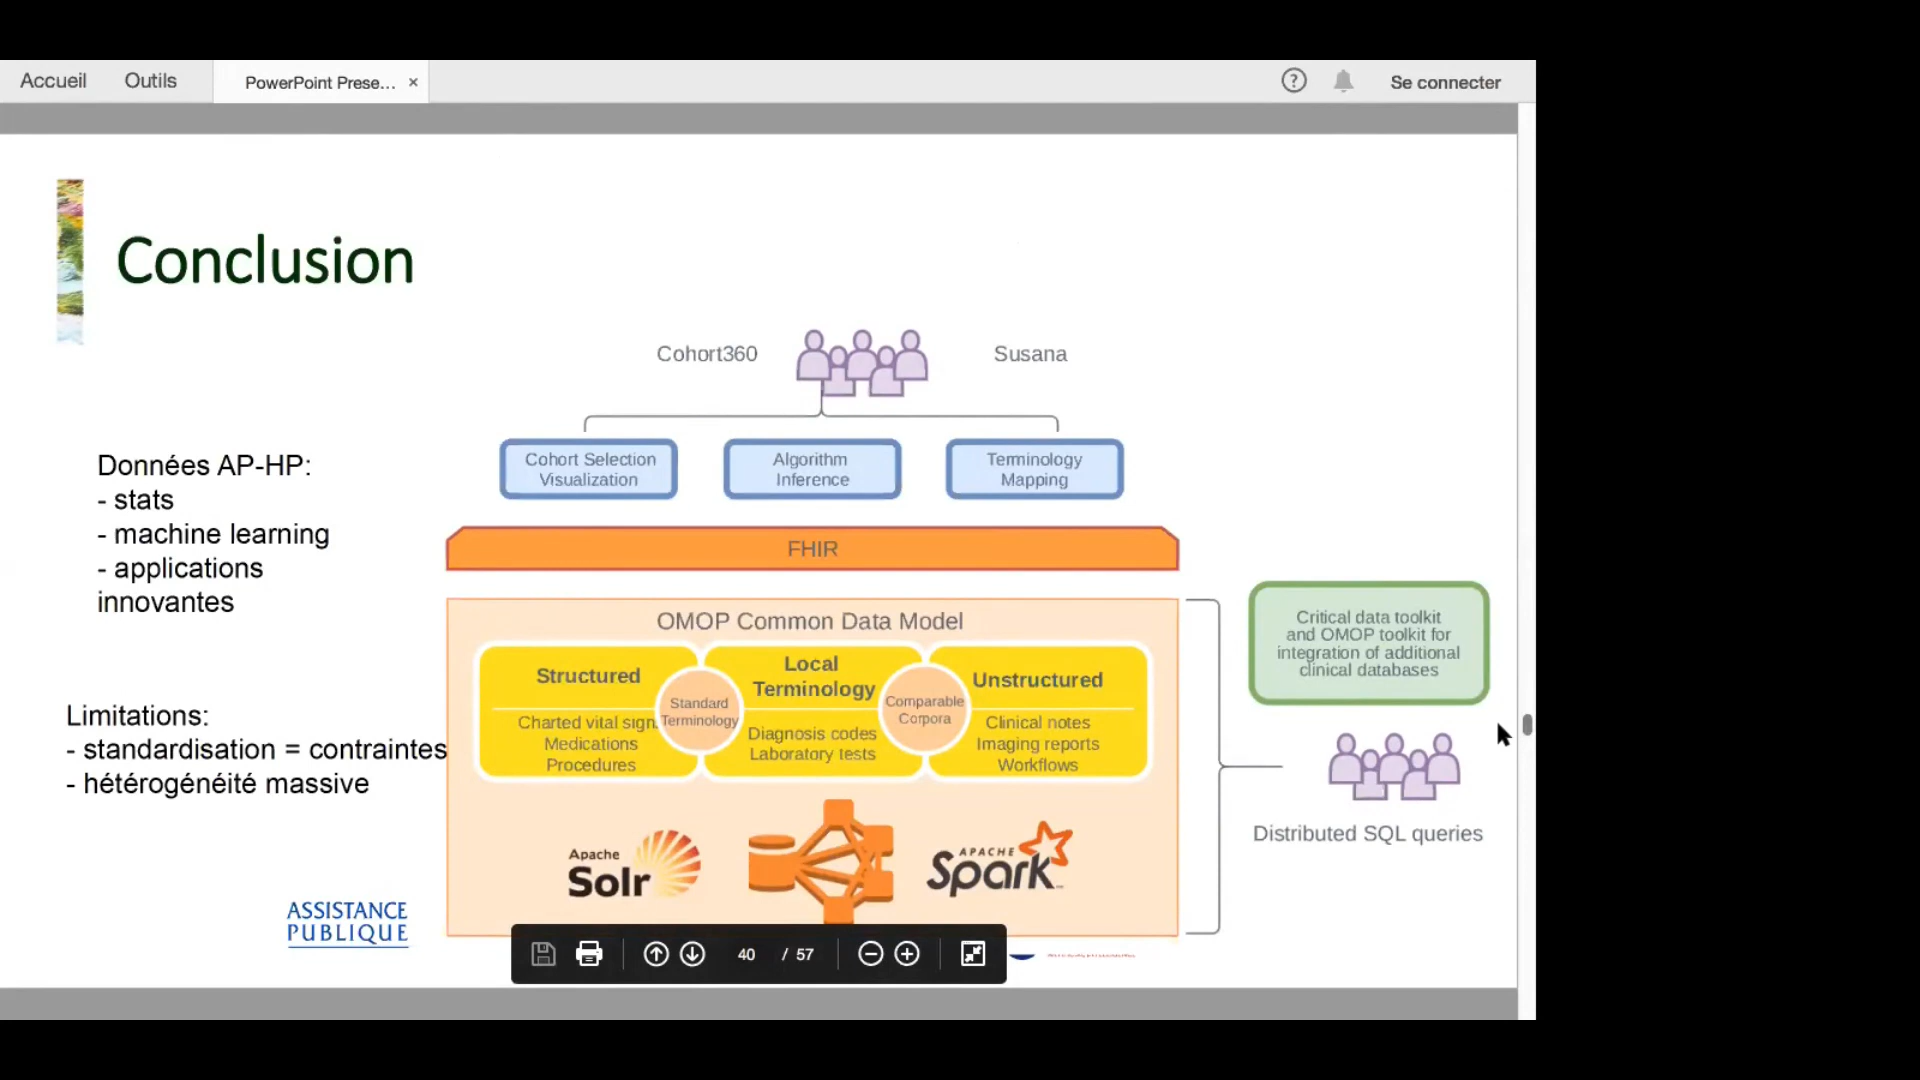 Accueil
Outils
PowerPoint Prese... ×
?
Se connecter
Conclusion
Cohort360
Susana
Données AP-HP:
- stats
- machine learning
- applications
innovantes
Limitations:
- standardisation = contraintes
- hétérogénéité massive
Cohort Selection
Visualization
Algorithm
Inference
Terminology
Mapping
FHIR
OMOP Common Data Model
Structured
Charted vital sign
Medications
Procedures
Standard
Terminology
Local
Terminology
Diagnosis codes
Laboratory tests
Comparable
Corpora
Unstructured
Clinical notes
Imaging reports
Workflows
Apache
Solr
APACHE
Spark
Critical data toolkit
and OMOP toolkit for
integration of additional
clinical databases
Distributed SQL queries
ASSISTANCE
PUBLIQUE
40 / 57